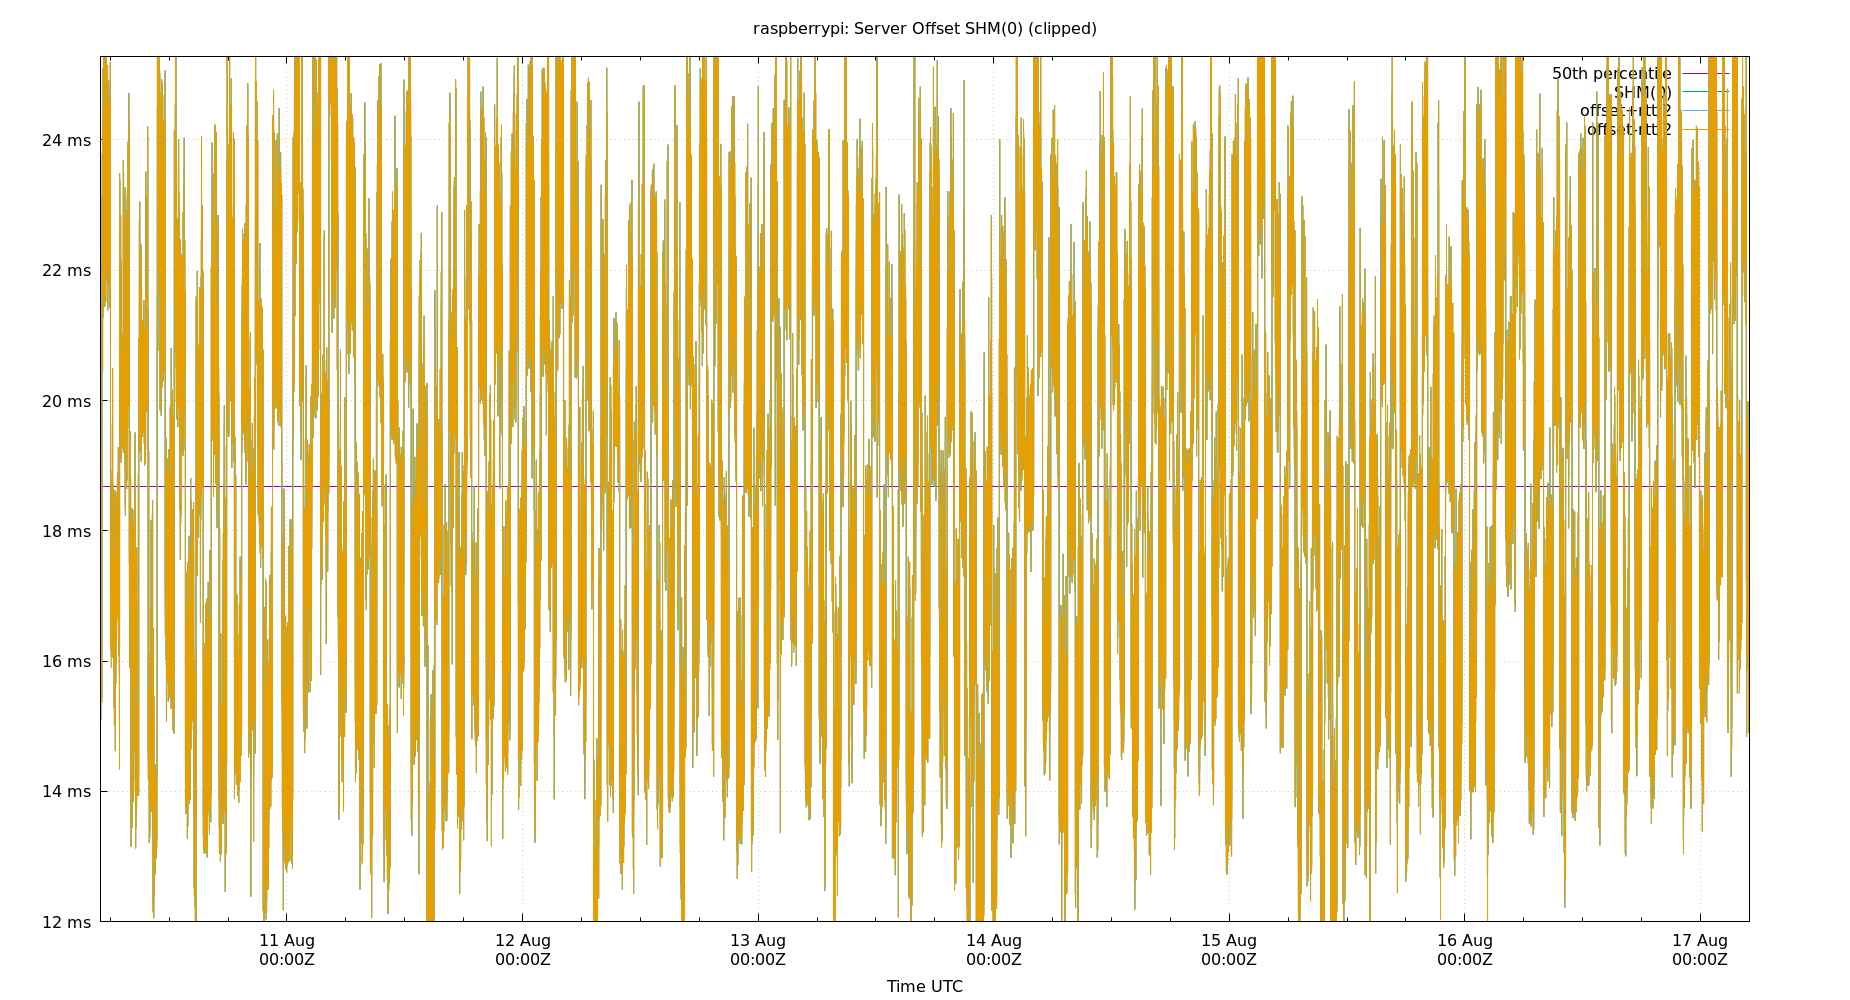 raspberrypi: Server Offset SHM(0) (clipped)
50th percentile
SHM(0)
offset+rtt/2
offset-rtt/2
24 ms
22 ms
20 ms
18 ms
16 ms
14 ms
12 ms
11 Aug 12 Aug 13 Aug 14 Aug 15 Aug 16 Aug 17 Aug
00:00Z 00:00Z 00:00Z 00:00Z 00:00Z 00:00Z 00:00Z
Time UTC